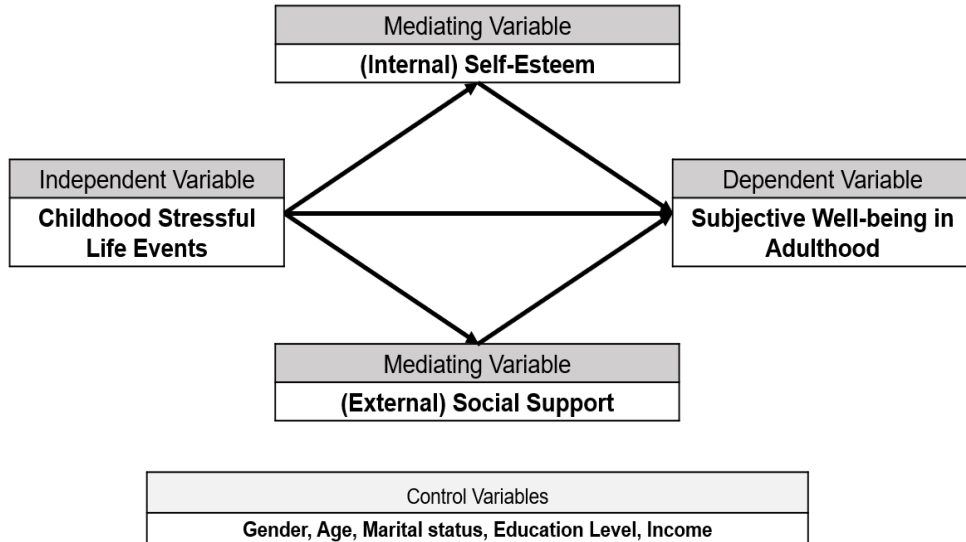 Mediating Variable
(Internal) Self-Esteem
Independent Variable
Childhood Stressful
Life Events
Dependent Variable
Subjective Well-being in
Adulthood
Mediating Variable
(External) Social Support
Control Variables
Gender, Age, Marital status, Education Level, Income